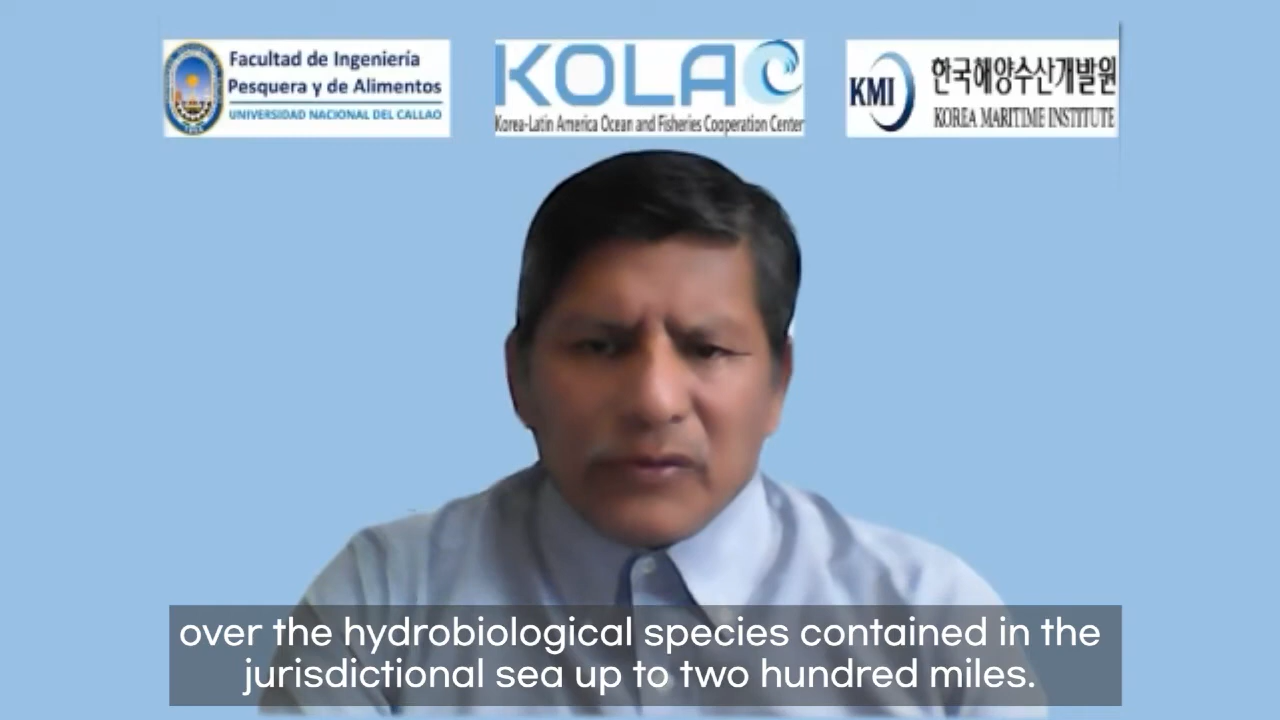 Facultad de Ingeniería
Pesquera y de Alimentos
UNIVERSIDAD NACIONAL DEL CALLAO
KOLAC
Korea-Latin America Ocean and Fisheries Cooperation Center
KMI
한국해양수산개발원
KOREA MARITIME INSTITUTE
over the hydrobiological species contained in the
jurisdictional sea up to two hundred miles.